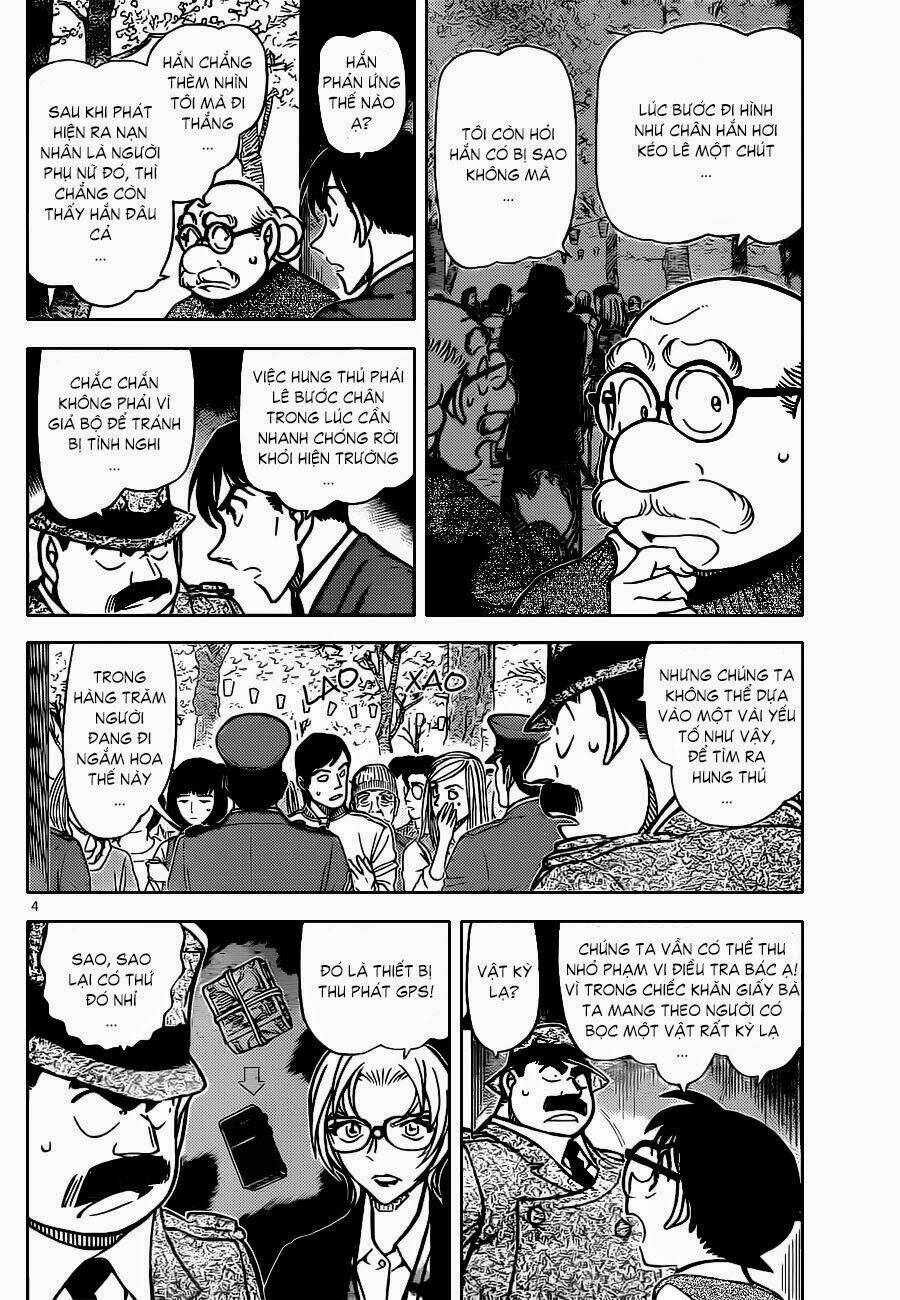 LÚC BƯỚC ĐI HÌNH
NHƯ CHÂN HẮN HƠI
KÉO LÊ MỘT CHÚT
...
TÔI CÒN HỎI
HẮN CÓ BỊ SAO
KHÔNG MÀ
...
HẮN
PHẢN ỨNG
THẾ NÀO
Ạ?
HẮN CHẲNG
THÈM NHÌN
TÔI MÀ ĐI
THẲNG
...
SAU KHI PHÁT
HIỆN RA NẠN
NHÂN LÀ NGƯỜI
PHỤ NỮ ĐÓ, THÌ
CHẲNG CÒN
THẤY HẮN ĐÂU
CẢ
VIỆC HUNG THỦ PHẢI
LÊ BƯỚC CHÂN
TRONG LÚC CẦN
NHANH CHÓNG RỜI
KHỎI HIỆN TRƯỜNG
...
CHẮC CHẮN
KHÔNG PHẢI VÌ
GIẢ BỘ ĐỂ TRÁNH
BỊ TÌNH NGHI
...
NHƯNG CHÚNG TA
KHÔNG THỂ DỰA
VÀO MỘT VÀI YẾU
TỐ NHƯ VẬY,
ĐỂ TÌM RA
HUNG THỦ
...
LAO XAO
TRONG
HÀNG TRĂM
NGƯỜI
ĐANG ĐI
NGẮM HOA
THẾ NÀY
...
4
CHÚNG TA VẪN CÓ THỂ THU
NHỎ PHẠM VI ĐIỀU TRA BÁC Ạ!
VÌ TRONG CHIẾC KHĂN GIẤY BÀ
TA MANG THEO NGƯỜI CÓ
BỌC MỘT VẬT RẤT KỲ LẠ
...
VẬT KỲ
LẠ?
ĐÓ LÀ THIẾT BỊ
THU PHÁT GPS!
SAO, SAO
LẠI CÓ THỨ
ĐÓ NHỈ
...